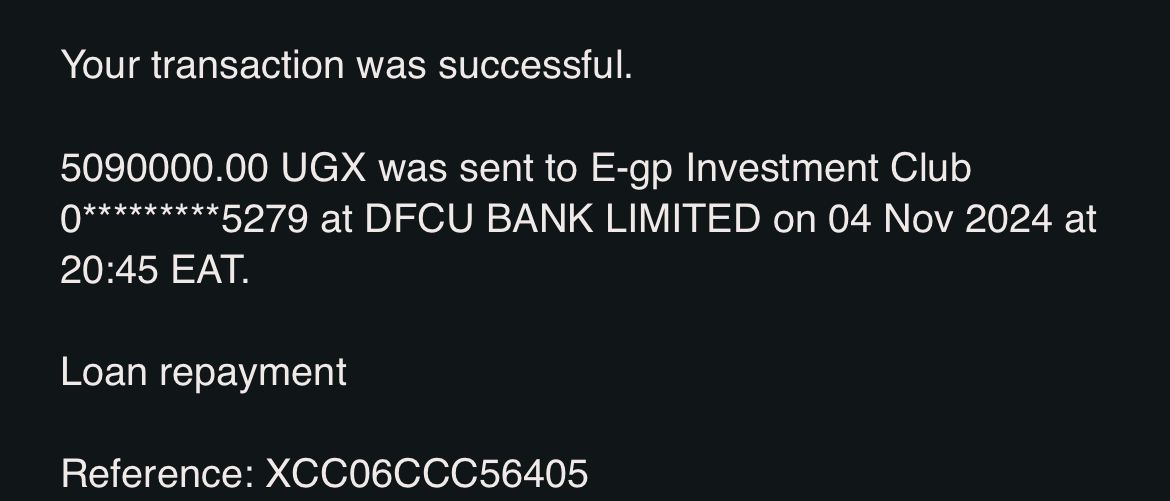 Your transaction was successful.
5090000.00 UGX was sent to E-gp Investment Club
0*********5279 at DFCU BANK LIMITED on 04 Nov 2024 at
20:45 EAT.
Loan repayment
Reference: XCC06CCC56405